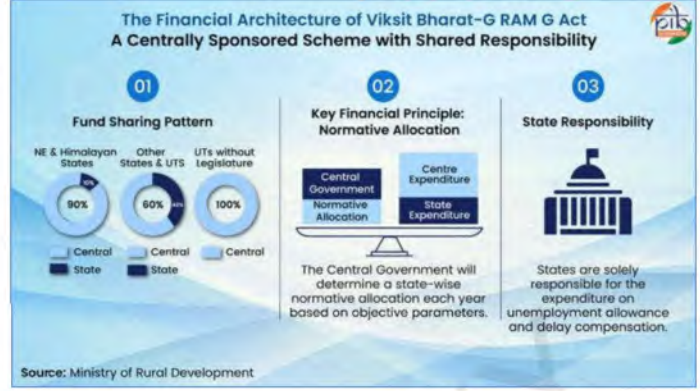 The Financial Architecture of Viksit Bharat-G RAM G Act
A Centrally Sponsored Scheme with Shared Responsibility
pib
01
Fund Sharing Pattern
NE & Himalayan
States
10%
90%
Central
State
Other
States & UTS
40%
60%
Central
State
UTs without
Legislature
100%
Central
02
Key Financial Principle:
Normative Allocation
Central
Government
Normative
Allocation
Centre
Expenditure
State
Expenditure
The Central Government will
determine a state-wise
normative allocation each year
based on objective parameters.
03
State Responsibility
States are solely
responsible for the
expenditure on
unemployment allowance
and delay compensation.
Source: Ministry of Rural Development